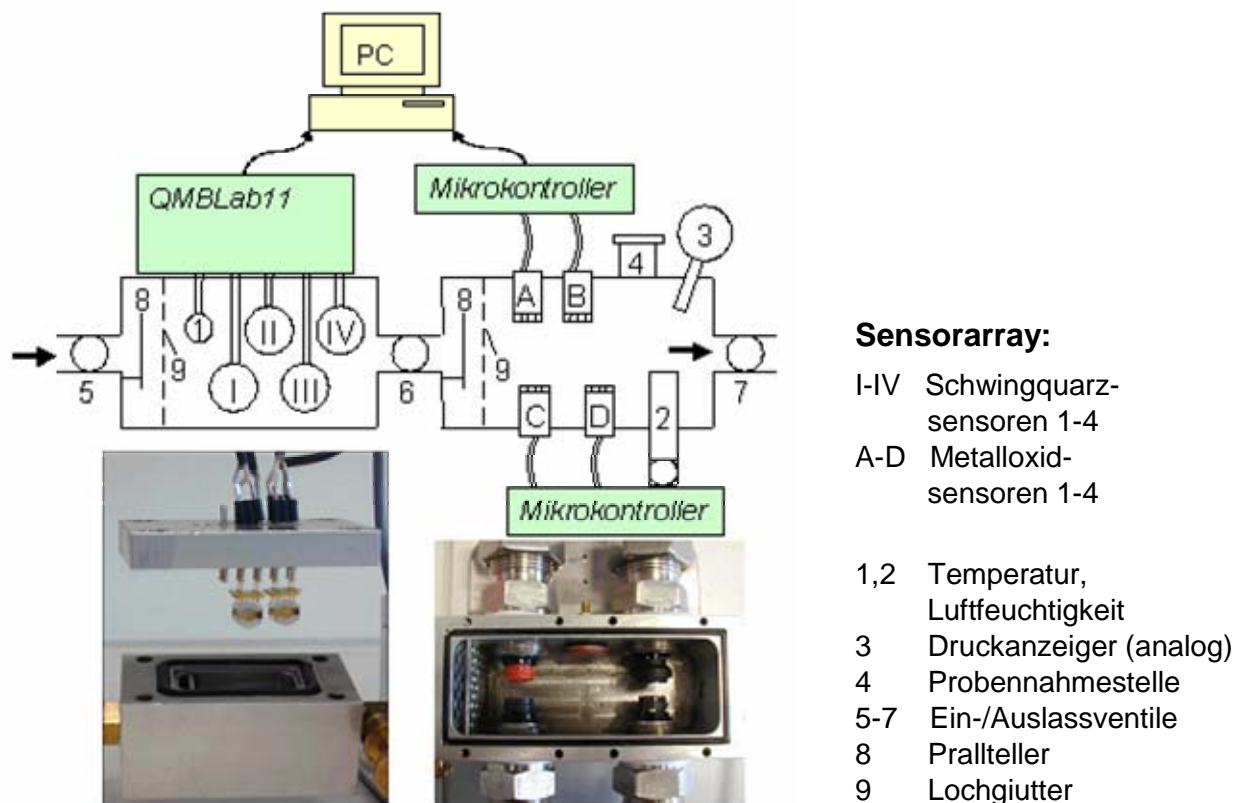 PC
QMBLab11
Mikrokontroller
3
4
8
1
II
IV
8
A
B
9
I
III
9
5
6
7
C
D
2
Mikrokontroller
Sensorarray:
I-IV Schwingquarz-
sensoren 1-4
A-D Metalloxid-
sensoren 1-4
1,2 Temperatur,
Luftfeuchtigkeit
3 Druckanzeiger (analog)
4 Probennahmestelle
5-7 Ein-/Auslassventile
8 Prallteller
9 Lochgiutter